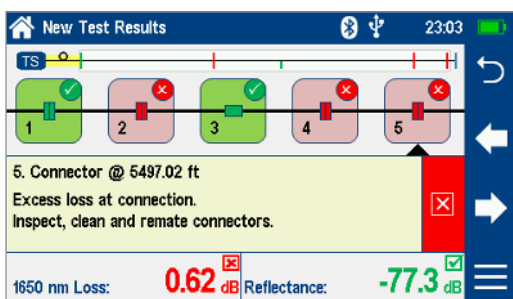 New Test Results 23:03
TS
1 2 3 4 5
5. Connector @ 5497.02 ft
Excess loss at connection.
Inspect, clean and remate connectors.
1650 nm Loss: 0.62 dB Reflectance: -77.3 dB